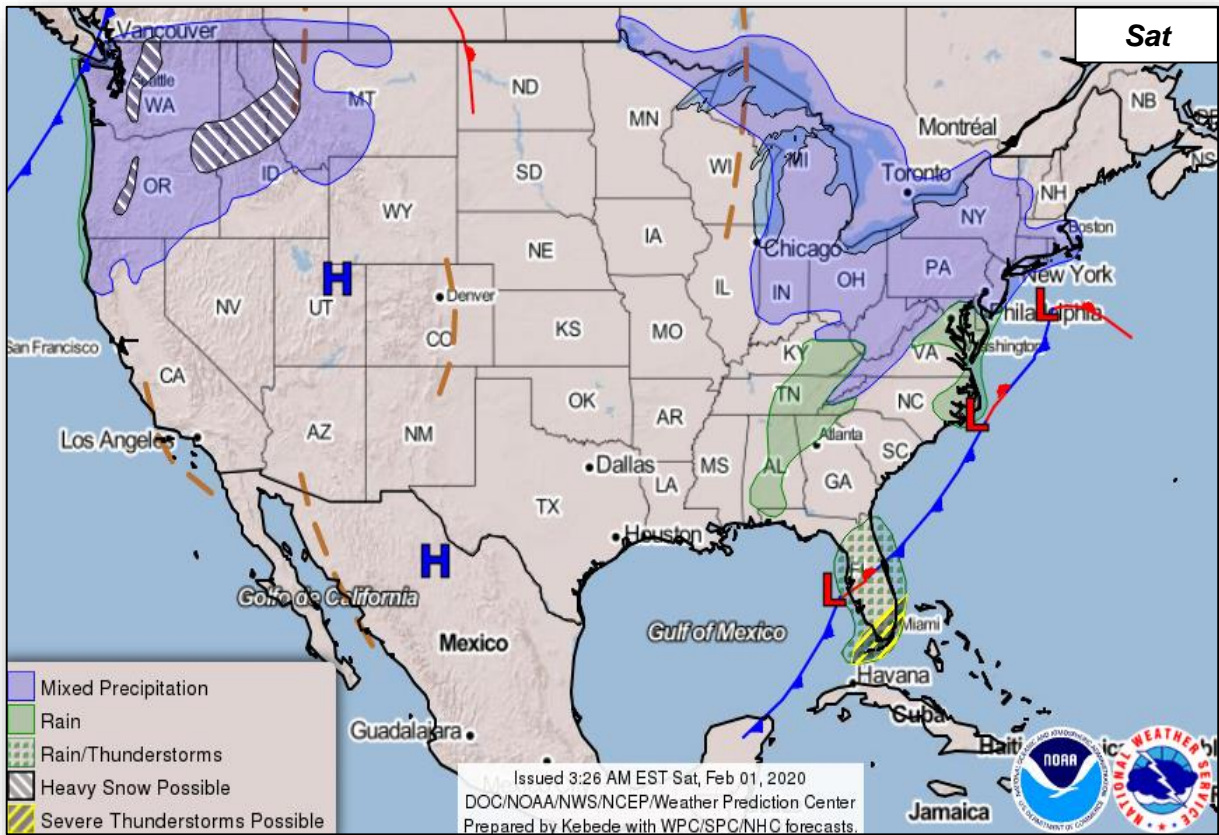 Sat
Vancouver
Seattle
WA
MT
ND
MN
NB
Montréal
OR
ID
SD
WI
MI
Toronto
NH
NY
Boston
WY
IA
Chicago
NE
PA
New York
H
NV
UT
Denver
IL
IN
OH
L
Philadelphia
San Francisco
CO
KS
MO
KY
VA
Washington
CA
OK
AR
TN
NC
L
Los Angeles
AZ
NM
Dallas
MS
AL
Atlanta
SC
GA
LA
TX
Houston
H
L
Golfo de California
Gulf of Mexico
Miami
Mexico
Havana
Cuba
Guadalajara
Jamaica
Mixed Precipitation
Rain
Rain/Thunderstorms
Heavy Snow Possible
Severe Thunderstorms Possible
Issued 3:26 AM EST Sat, Feb 01, 2020
DOC/NOAA/NWS/NCEP/Weather Prediction Center
Prepared by Kebede with WPC/SPC/NHC forecasts.
NOAA
NATIONAL WEATHER SERVICE